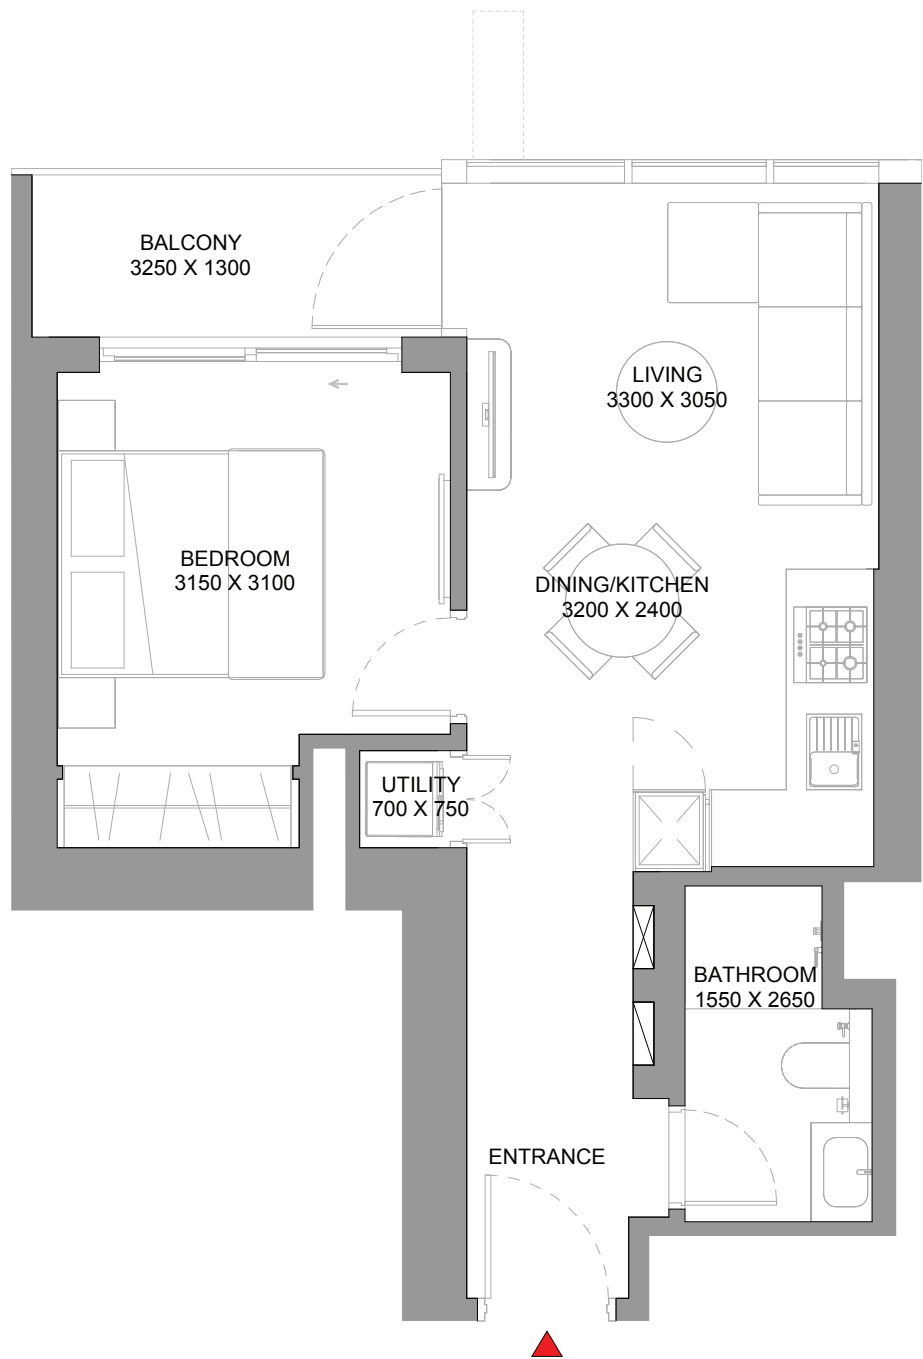 BALCONY
3250 X 1300
LIVING
3300 X 3050
BEDROOM
3150 X 3100
DINING/KITCHEN
3200 X 2400
UTILITY
700 X 750
BATHROOM
1550 X 2650
ENTRANCE